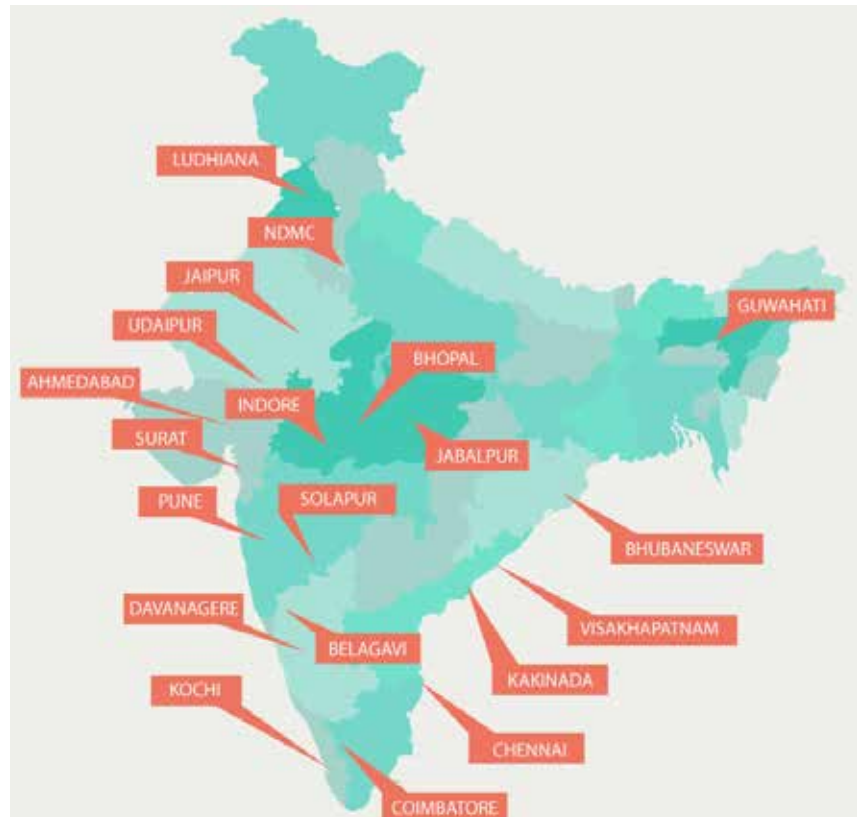 LUDHIANA
NDMC
JAIPUR
GUWAHATI
UDAIPUR
BHOPAL
AHMEDABAD
INDORE
SURAT
JABALPUR
PUNE
SOLAPUR
BHUBANESWAR
DAVANAGERE
VISAKHAPATNAM
BELAGAVI
KAKINADA
KOCHI
CHENNAI
COIMBATORE